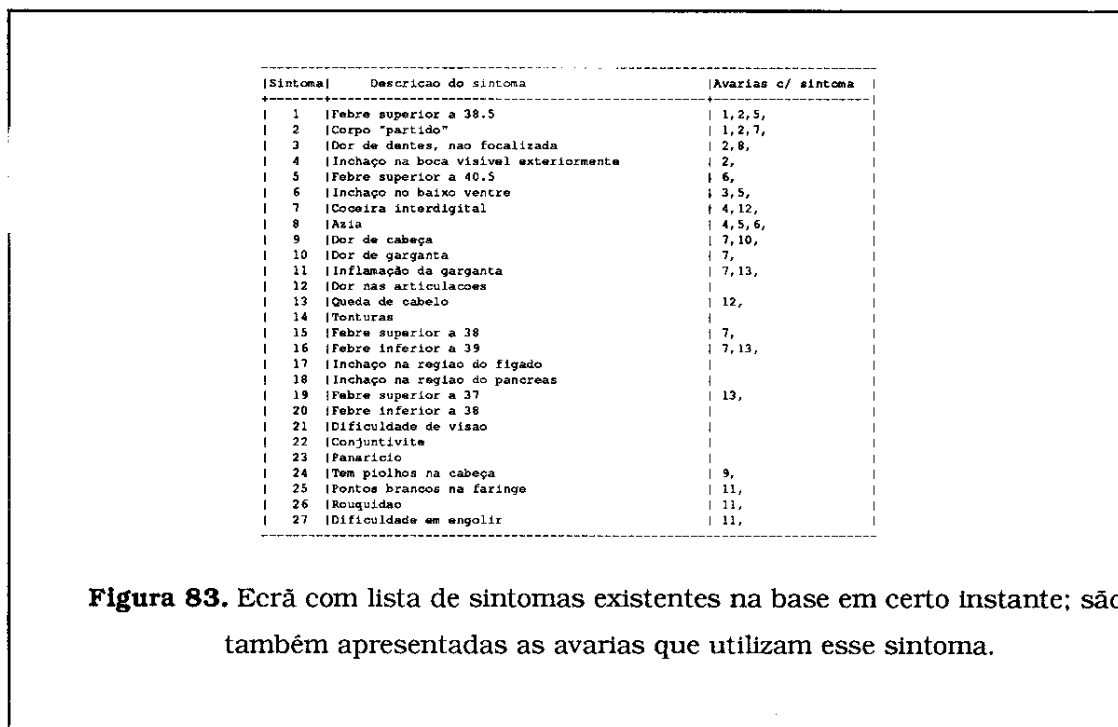 |Sintoma| Descricao do sintoma |Avarias c/ sintoma |
| 1 |Febre superior a 38.5 | 1,2,5, |
| 2 |Corpo "partido" | 1,2,7, |
| 3 |Dor de dentes, nao focalizada | 2,8, |
| 4 |Inchaço na boca visivel exteriormente | 2, |
| 5 |Febre superior a 40.5 | 6, |
| 6 |Inchaço no baixo ventre | 3,5, |
| 7 |Coceira interdigital | 4,12, |
| 8 |Azia | 4,5,6, |
| 9 |Dor de cabeça | 7,10, |
| 10 |Dor de garganta | 7, |
| 11 |Inflamação da garganta | 7,13, |
| 12 |Dor nas articulacoes | |
| 13 |Queda de cabelo | 12, |
| 14 |Tonturas | |
| 15 |Febre superior a 38 | 7, |
| 16 |Febre inferior a 39 | 7,13, |
| 17 |Inchaço na regiao do figado | |
| 18 |Inchaço na regiao do pancreas | |
| 19 |Febre superior a 37 | 13, |
| 20 |Febre inferior a 38 | |
| 21 |Dificuldade de visao | |
| 22 |Conjuntivite | |
| 23 |Panaricio | |
| 24 |Tem piolhos na cabeça | 9, |
| 25 |Pontos brancos na faringe | 11, |
| 26 |Rouquidao | 11, |
| 27 |Dificuldade em engolir | 11, |
Figura 83. Ecrã com lista de sintomas existentes na base em certo instante; são
também apresentadas as avarias que utilizam esse sintoma.